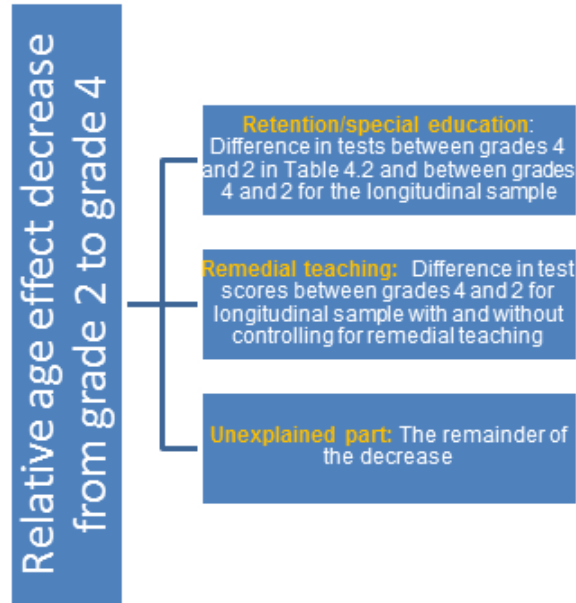 Relative age effect decrease
from grade 2 to grade 4
Retention/special education:
Difference in tests between grades 4
and 2 in Table 4.2 and between grades
4 and 2 for the longitudinal sample
Remedial teaching: Difference in test
scores between grades 4 and 2 for
longitudinal sample with and without
controlling for remedial teaching
Unexplained part: The remainder of
the decrease